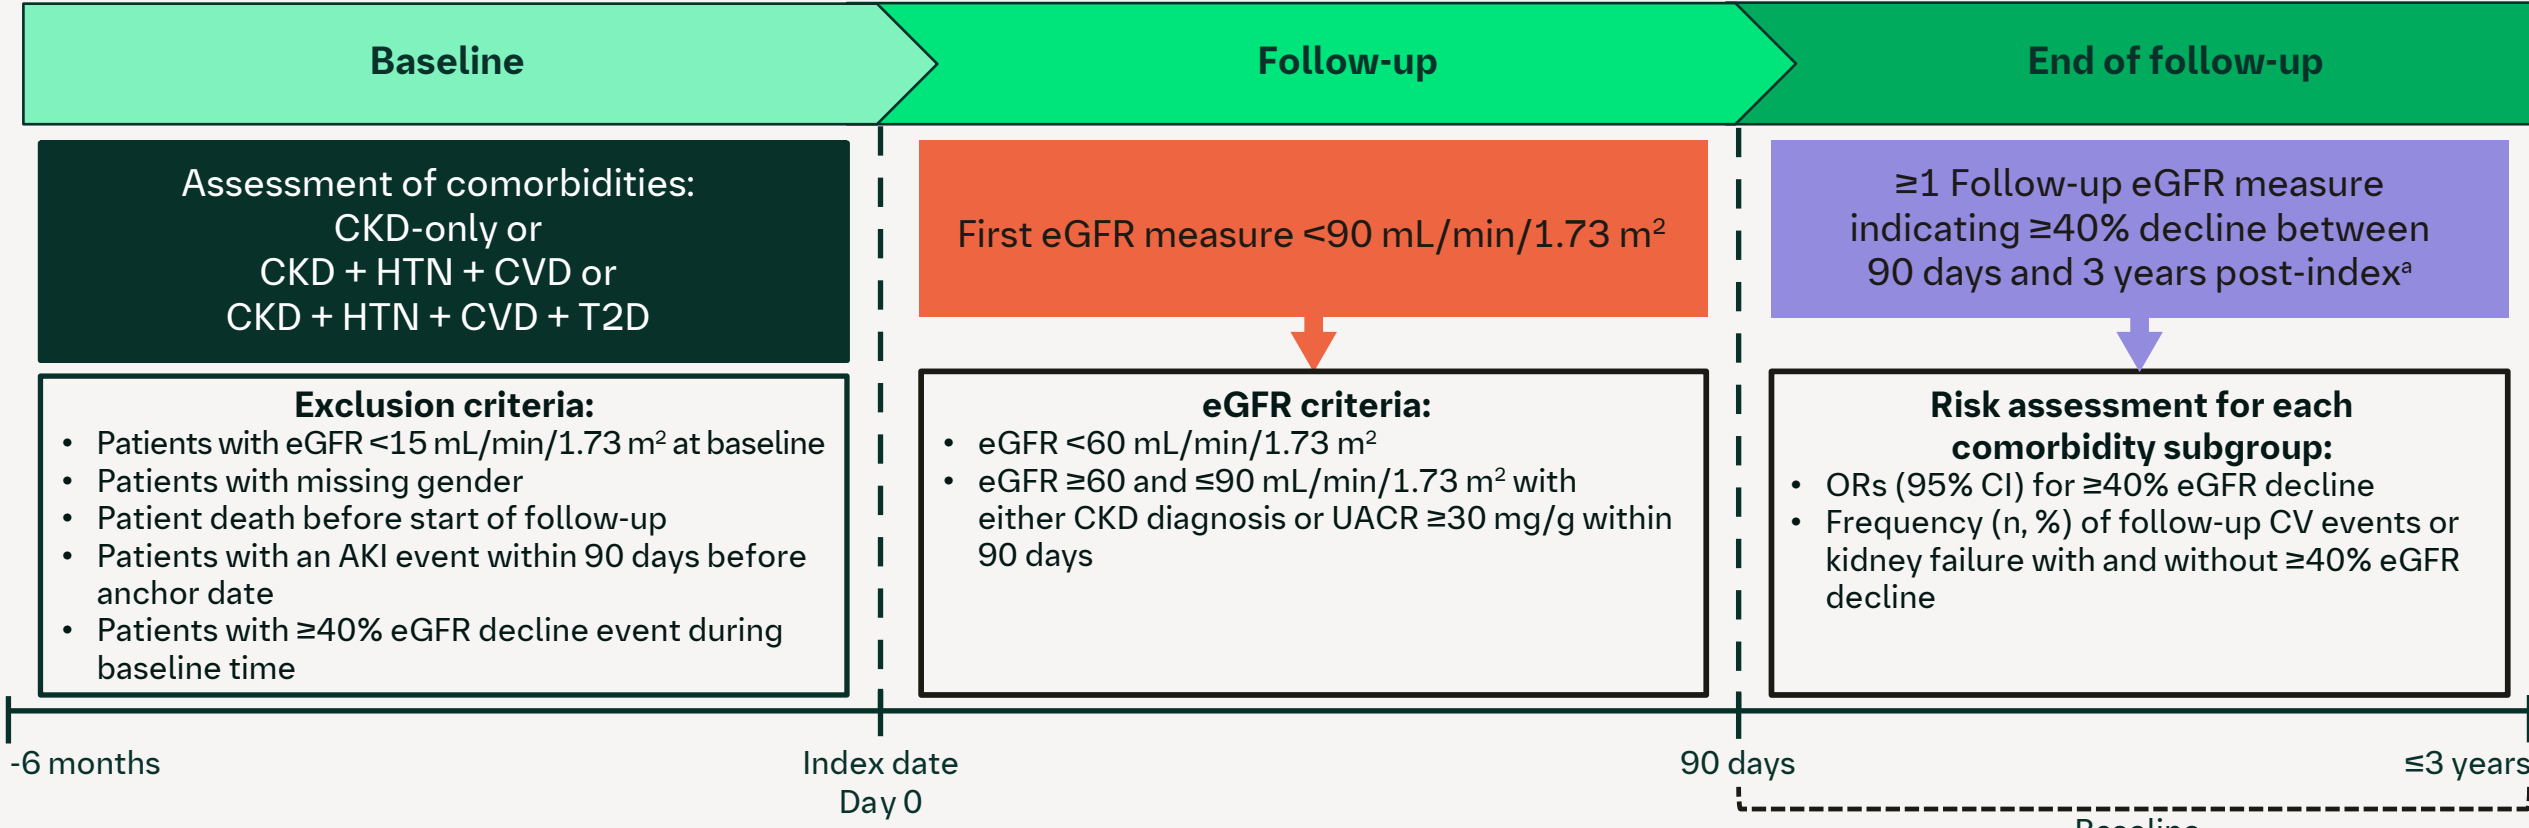 Baseline
Follow-up
End of follow-up
Assessment of comorbidities:
CKD-only or
CKD + HTN + CVD or
CKD + HTN + CVD + T2D
Exclusion criteria:
• Patients with eGFR <15 mL/min/1.73 m² at baseline
• Patients with missing gender
• Patient death before start of follow-up
• Patients with an AKI event within 90 days before
anchor date
• Patients with ≥40% eGFR decline event during
baseline time
First eGFR measure <90 mL/min/1.73 m²
eGFR criteria:
• eGFR <60 mL/min/1.73 m²
• eGFR ≥60 and ≤90 mL/min/1.73 m² with
either CKD diagnosis or UACR ≥30 mg/g within
90 days
≥1 Follow-up eGFR measure
indicating ≥40% decline between
90 days and 3 years post-indexᵃ
Risk assessment for each
comorbidity subgroup:
• ORs (95% CI) for ≥40% eGFR decline
• Frequency (n, %) of follow-up CV events or
kidney failure with and without ≥40% eGFR
decline
-6 months
Index date
Day 0
90 days
≤3 years
Baseline